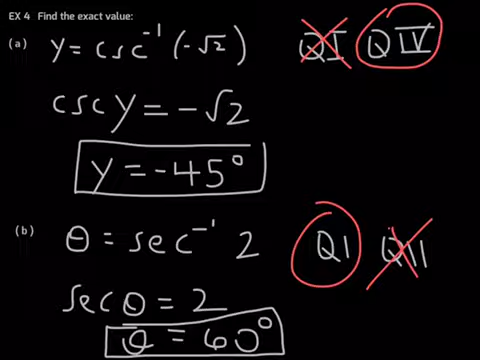 EX 4 Find the exact value:
(a) y = csc⁻¹(-√2) QI QIV
csc y = -√2
y = -45°
(b) θ = sec⁻¹ 2 QI QII
sec θ = 2
θ = 60°